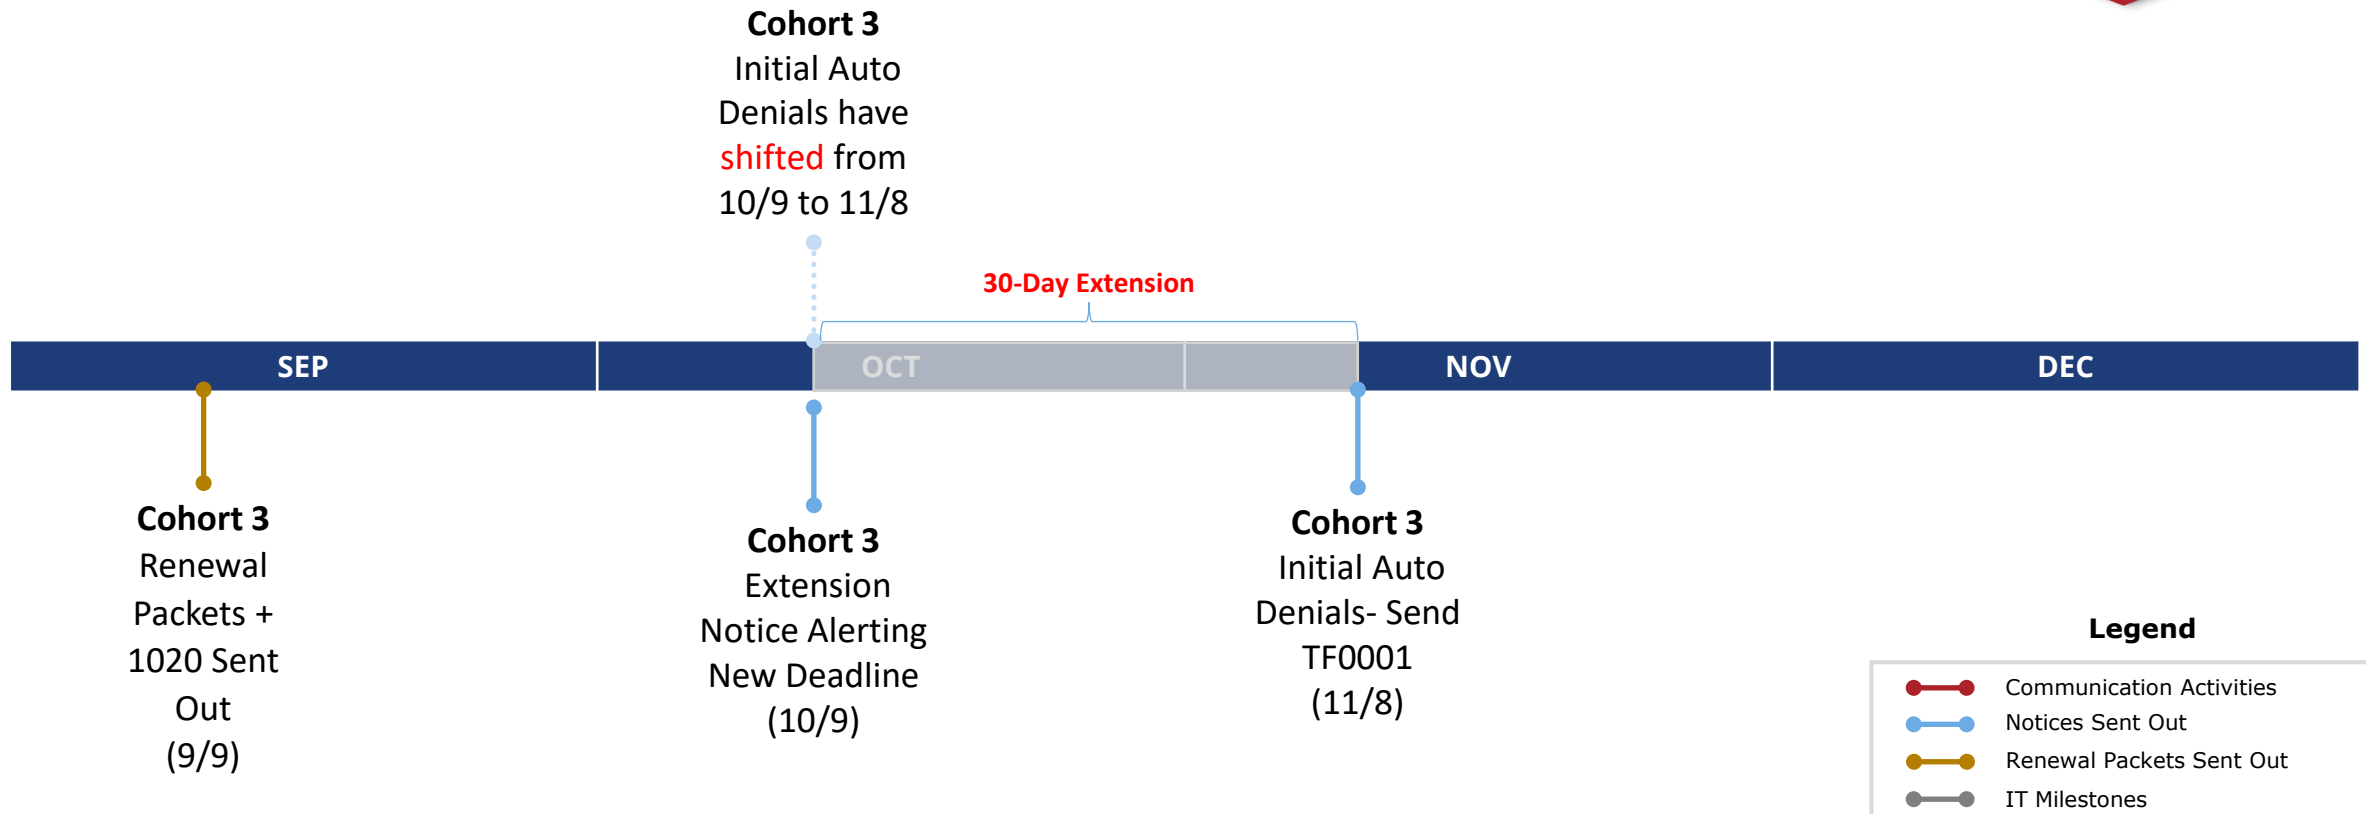 Cohort 3
Initial Auto
Denials have
shifted from
10/9 to 11/8
30-Day Extension
SEP
OCT
NOV
DEC
Cohort 3
Renewal
Packets +
1020 Sent
Out
(9/9)
Cohort 3
Extension
Notice Alerting
New Deadline
(10/9)
Cohort 3
Initial Auto
Denials- Send
TF0001
(11/8)
Legend
Communication Activities
Notices Sent Out
Renewal Packets Sent Out
IT Milestones